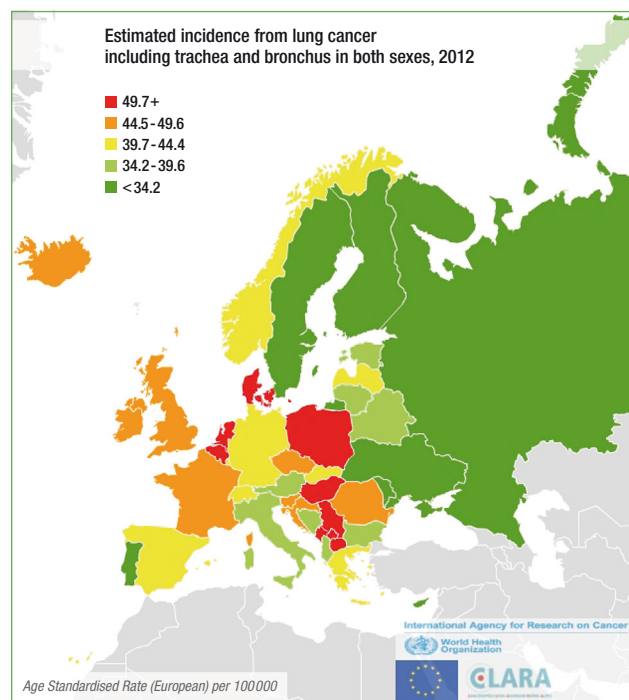 Estimated incidence from lung cancer
including trachea and bronchus in both sexes, 2012
49.7+
44.5-49.6
39.7-44.4
34.2-39.6
<34.2
International Agency for Research on Cancer
World Health
Organization
CLARA
Age Standardised Rate (European) per 100 000